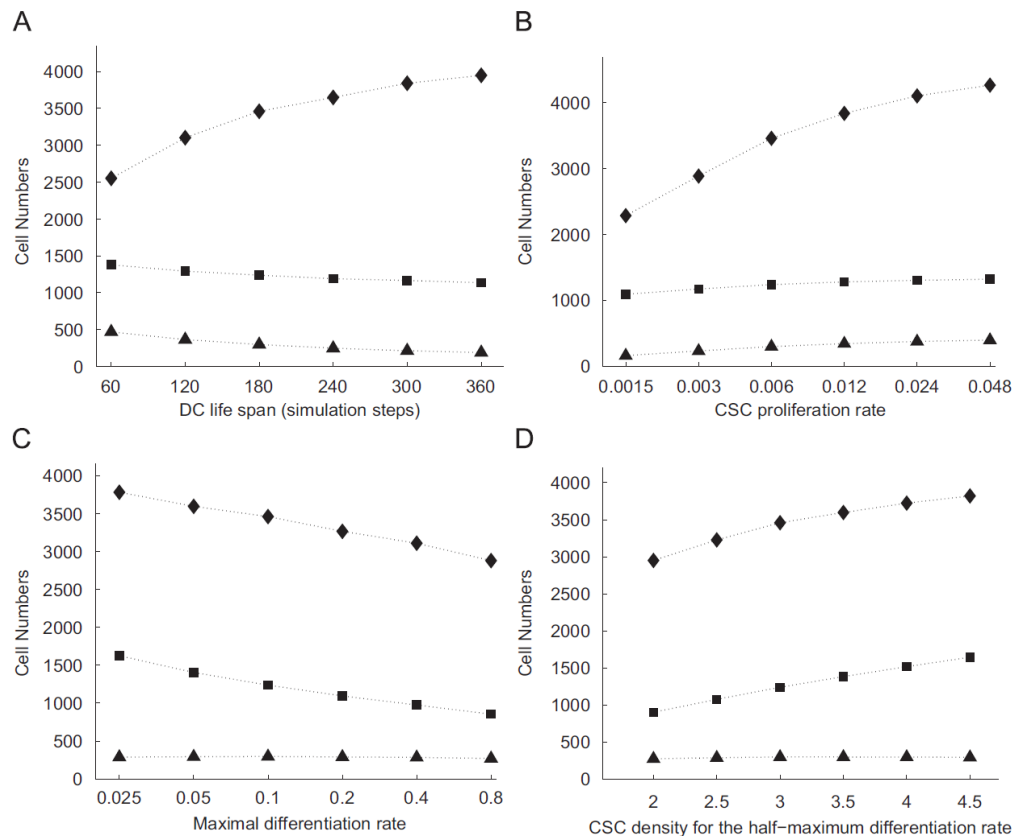 A
Cell Numbers
4000
3500
3000
2500
2000
1500
1000
500
0
60 120 180 240 300 360
DC life span (simulation steps)
B
Cell Numbers
4000
3000
2000
1000
0
0.0015 0.003 0.006 0.012 0.024 0.048
CSC proliferation rate
C
Cell Numbers
4000
3500
3000
2500
2000
1500
1000
500
0
0.025 0.05 0.1 0.2 0.4 0.8
Maximal differentiation rate
D
Cell Numbers
4000
3500
3000
2500
2000
1500
1000
500
0
2 2.5 3 3.5 4 4.5
CSC density for the half−maximum differentiation rate